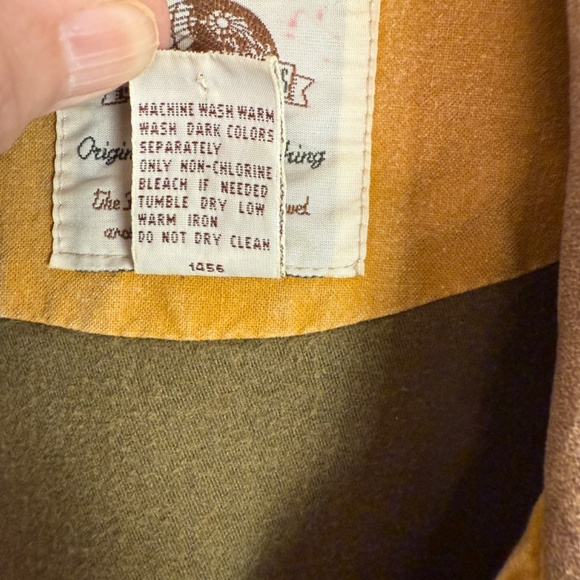 MACHINE WASH WARM
WASH DARK COLORS
SEPARATELY
ONLY NON-CHLORINE
BLEACH IF NEEDED
TUMBLE DRY LOW
WARM IRON
DO NOT DRY CLEAN
1456
The